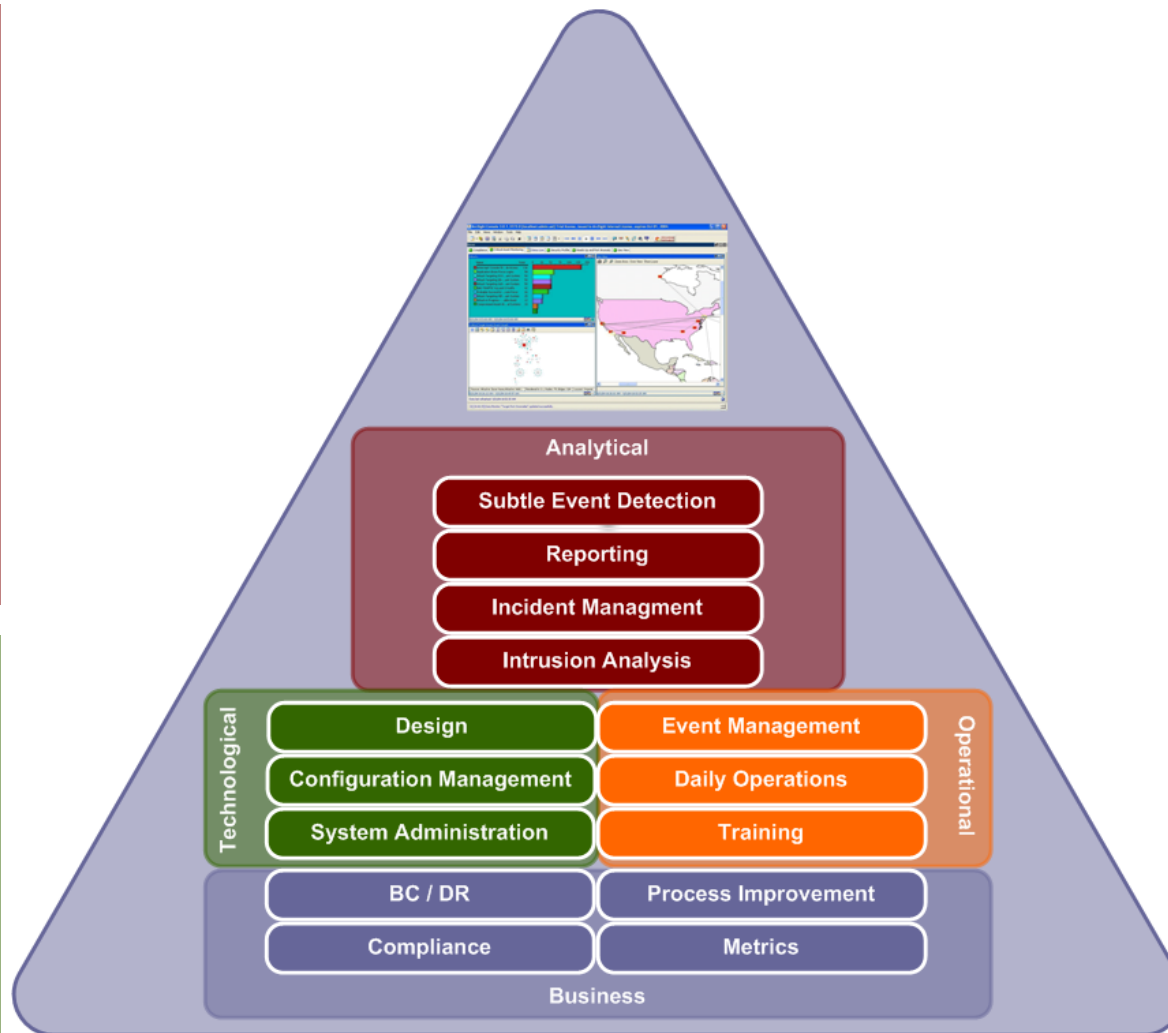 Analytical
Subtle Event Detection
Reporting
Incident Managment
Intrusion Analysis
Technological
Design
Configuration Management
System Administration
Event Management
Daily Operations
Training
Operational
BC / DR
Process Improvement
Compliance
Metrics
Business